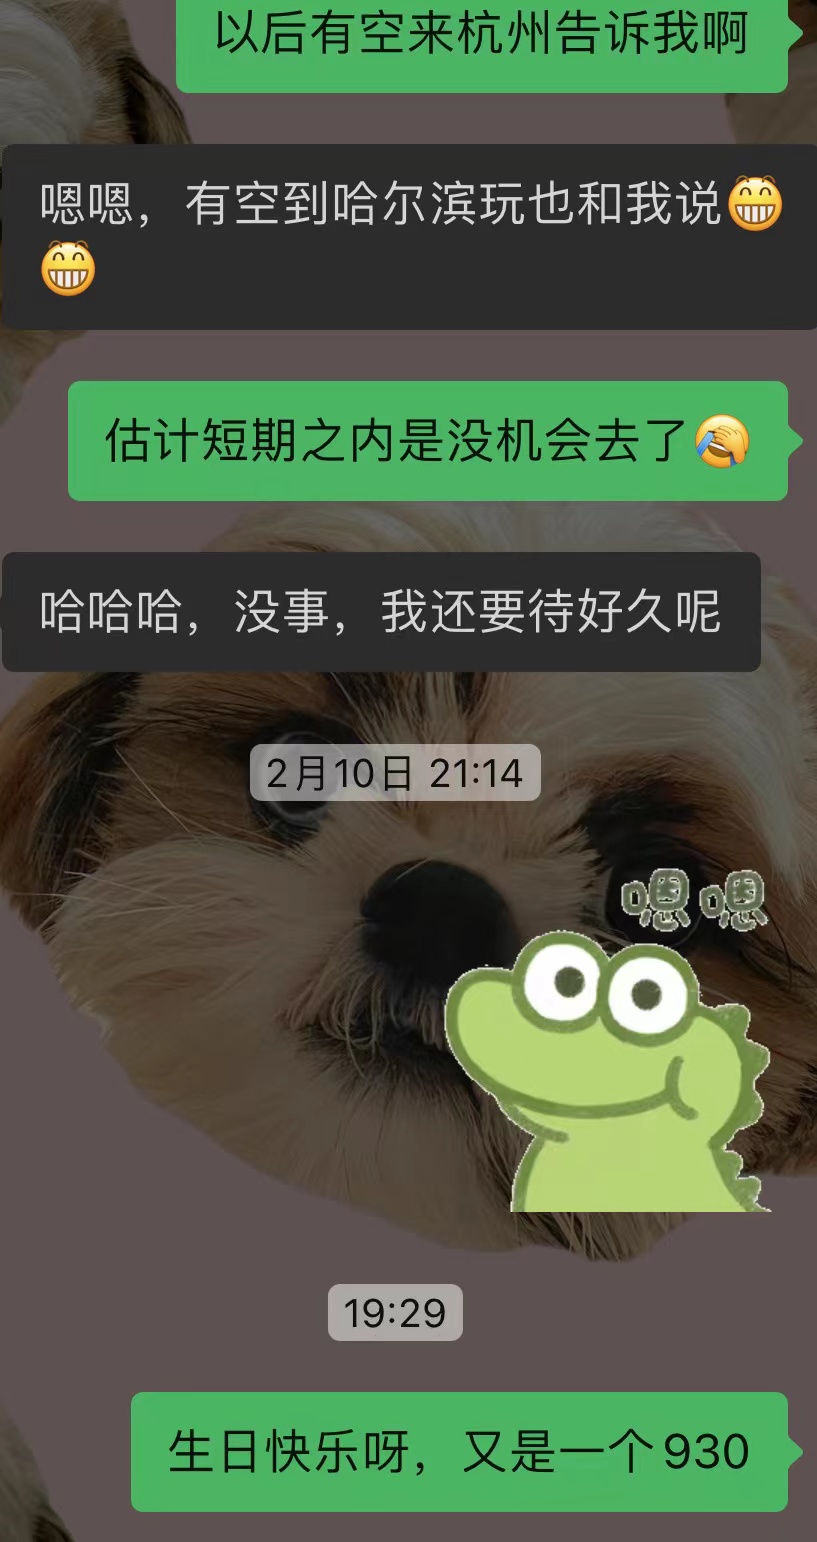 以后有空来杭州告诉我啊
嗯嗯，有空到哈尔滨玩也和我说😁
😁
估计短期之内是没机会去了🤦
哈哈哈，没事，我还要待好久呢
2月10日 21:14
嗯嗯
19:29
生日快乐呀，又是一个930